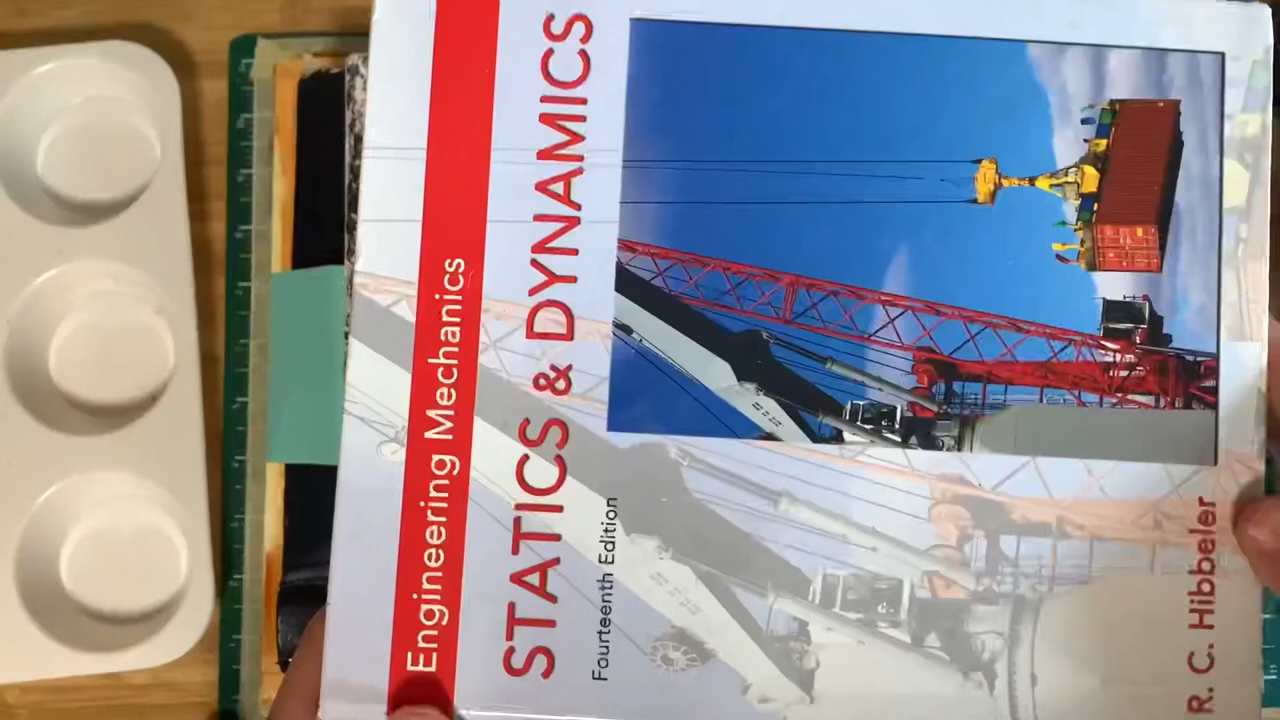 Engineering Mechanics
STATICS & DYNAMICS
Fourteenth Edition
R. C. Hibbeler